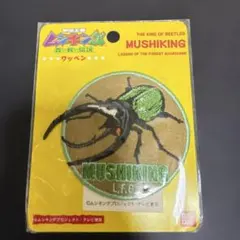 ムシキング
森の民の伝説
ワッペン
THE KING OF BEETLES
MUSHIKING
LEGEND OF THE FOREST GUARDIANS
MUSHIKING
L.F.G